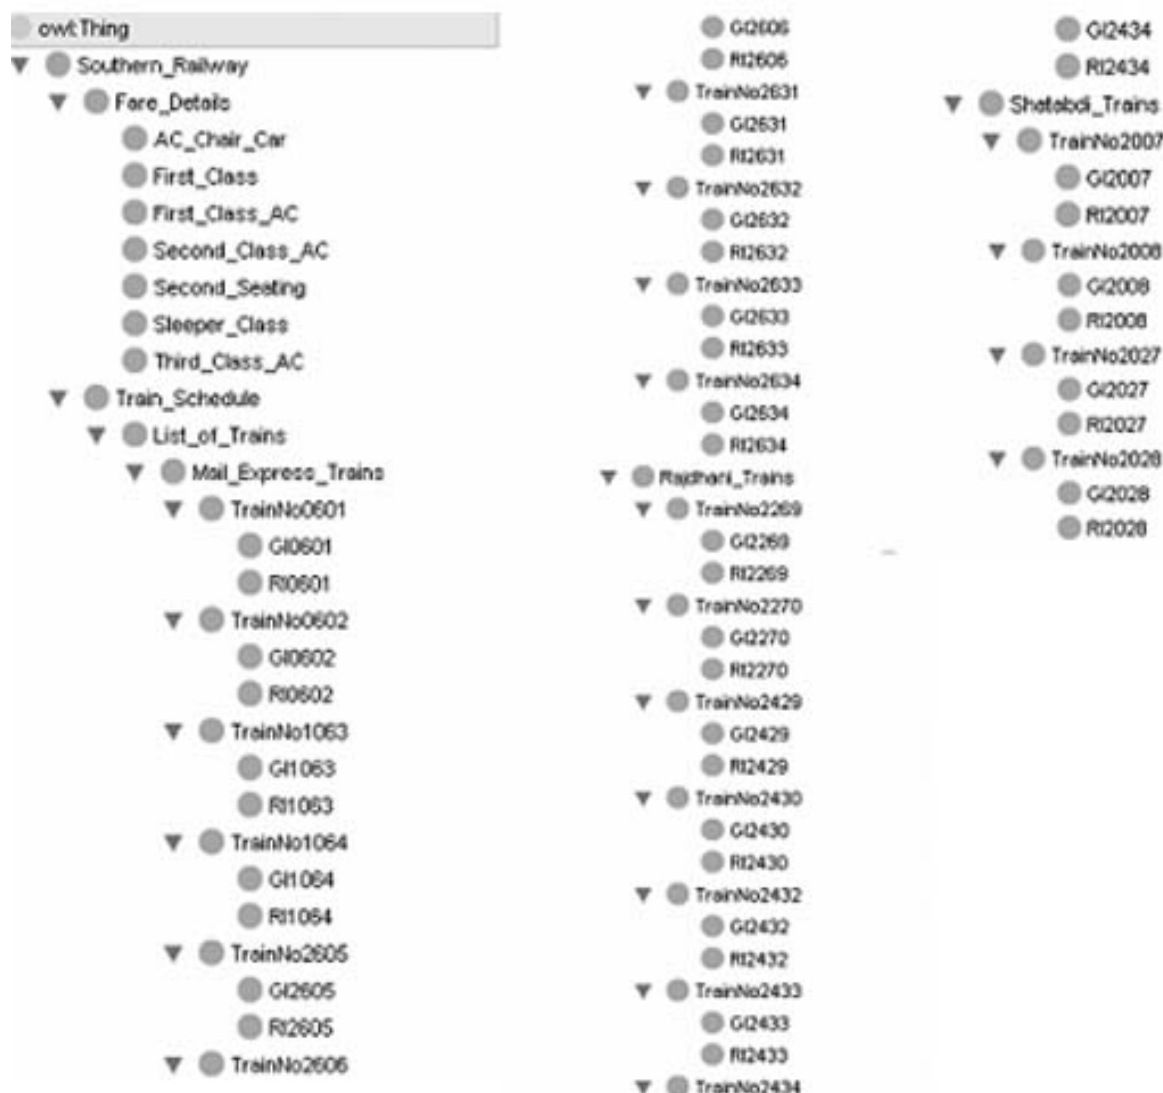 owl:Thing
Southern_Railway
Fare_Details
AC_Chair_Car
First_Class
First_Class_AC
Second_Class_AC
Second_Seating
Sleeper_Class
Third_Class_AC
Train_Schedule
List_of_Trains
Mail_Express_Trains
TrainNo0601
GI0601
RI0601
TrainNo0602
GI0602
RI0602
TrainNo1063
GI1063
RI1063
TrainNo1064
GI1064
RI1064
TrainNo2605
GI2605
RI2605
TrainNo2606
GI2606
RI2606
TrainNo2631
GI2631
RI2631
TrainNo2632
GI2632
RI2632
TrainNo2633
GI2633
RI2633
TrainNo2634
GI2634
RI2634
Rajdhani_Trains
TrainNo2269
GI2269
RI2269
TrainNo2270
GI2270
RI2270
TrainNo2429
GI2429
RI2429
TrainNo2430
GI2430
RI2430
TrainNo2432
GI2432
RI2432
TrainNo2433
GI2433
RI2433
TrainNo2434
GI2434
RI2434
Shatabdi_Trains
TrainNo2007
GI2007
RI2007
TrainNo2008
GI2008
RI2008
TrainNo2027
GI2027
RI2027
TrainNo2028
GI2028
RI2028